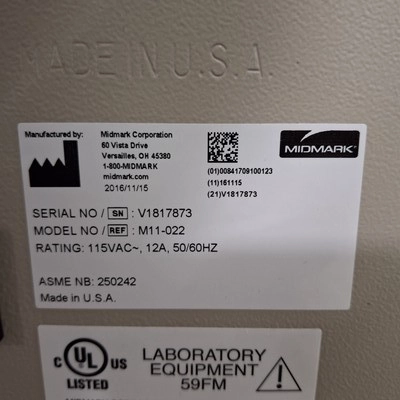 MADE IN U.S.A.
Manufactured by:
Midmark Corporation
60 Vista Drive
Versailles, OH 45380
1-800-MIDMARK
midmark.com
2016/11/15
(01)00841709100123
(11)161115
(21)V1817873
MIDMARK®
SERIAL NO / SN : V1817873
MODEL NO / REF : M11-022
RATING: 115VAC~, 12A, 50/60HZ
ASME NB: 250242
Made in U.S.A.
C UL US
LISTED
LABORATORY
EQUIPMENT
59FM